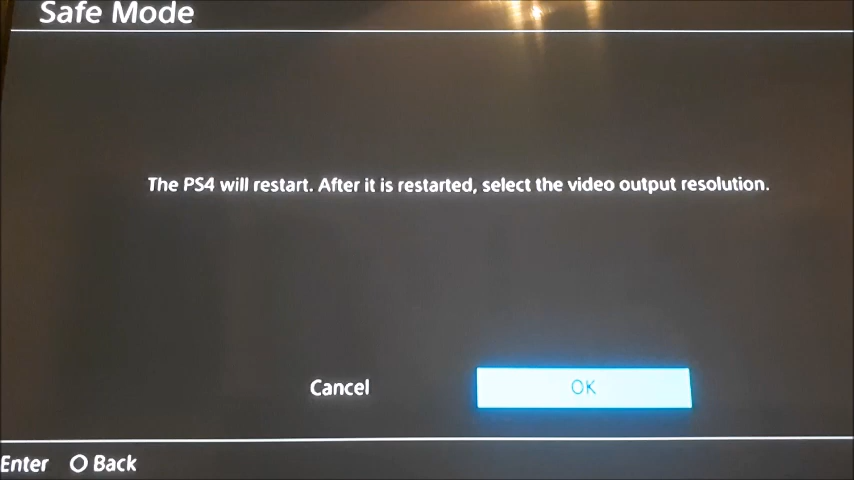 Safe Mode
The PS4 will restart. After it is restarted, select the video output resolution.
Cancel
OK
Enter
Back